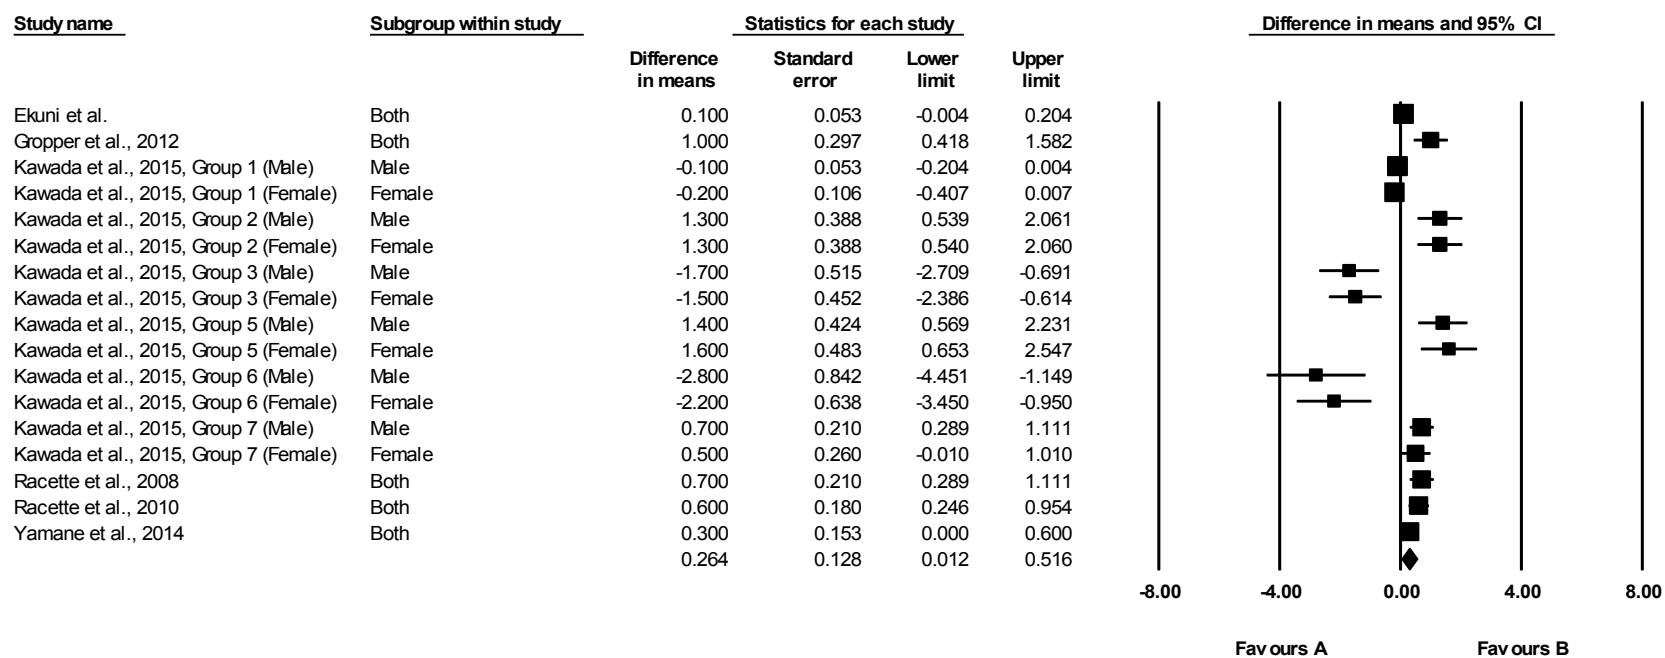 Study name Subgroup within study Statistics for each study Difference in means and 95% CI
Difference in means Standard error Lower limit Upper limit
Ekuni et al. Both 0.100 0.053 -0.004 0.204
Gropper et al., 2012 Both 1.000 0.297 0.418 1.582
Kawada et al., 2015, Group 1 (Male) Male -0.100 0.053 -0.204 0.004
Kawada et al., 2015, Group 1 (Female) Female -0.200 0.106 -0.407 0.007
Kawada et al., 2015, Group 2 (Male) Male 1.300 0.388 0.539 2.061
Kawada et al., 2015, Group 2 (Female) Female 1.300 0.388 0.540 2.060
Kawada et al., 2015, Group 3 (Male) Male -1.700 0.515 -2.709 -0.691
Kawada et al., 2015, Group 3 (Female) Female -1.500 0.452 -2.386 -0.614
Kawada et al., 2015, Group 5 (Male) Male 1.400 0.424 0.569 2.231
Kawada et al., 2015, Group 5 (Female) Female 1.600 0.483 0.653 2.547
Kawada et al., 2015, Group 6 (Male) Male -2.800 0.842 -4.451 -1.149
Kawada et al., 2015, Group 6 (Female) Female -2.200 0.638 -3.450 -0.950
Kawada et al., 2015, Group 7 (Male) Male 0.700 0.210 0.289 1.111
Kawada et al., 2015, Group 7 (Female) Female 0.500 0.260 -0.010 1.010
Racette et al., 2008 Both 0.700 0.210 0.289 1.111
Racette et al., 2010 Both 0.600 0.180 0.246 0.954
Yamane et al., 2014 Both 0.300 0.153 0.000 0.600
0.264 0.128 0.012 0.516
-8.00 -4.00 0.00 4.00 8.00
Favours A Favours B